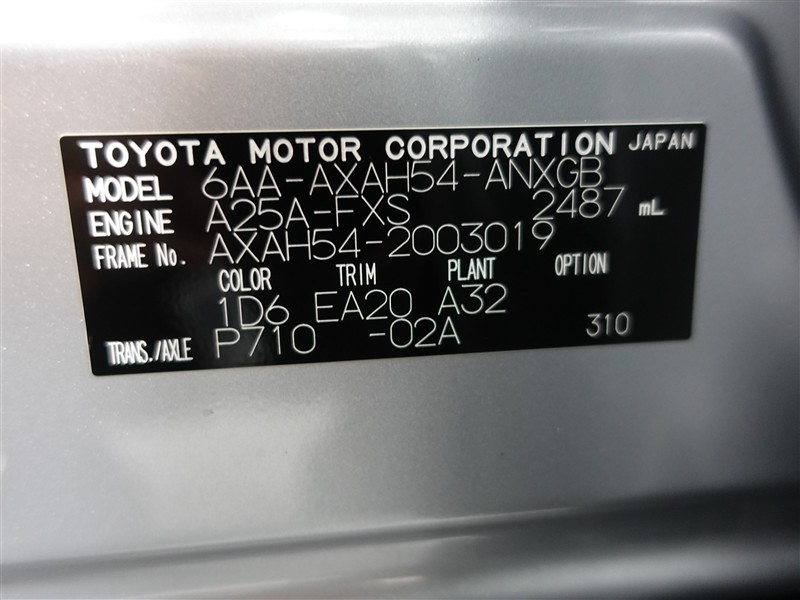 TOYOTA MOTOR CORPORATION JAPAN
MODEL 6AA-AXAH54-ANXGB
ENGINE A25A-FXS 2487 mL
FRAME No. AXAH54-2003019
COLOR TRIM PLANT OPTION
1D6 EA20 A32
TRANS./AXLE P710 -02A 310